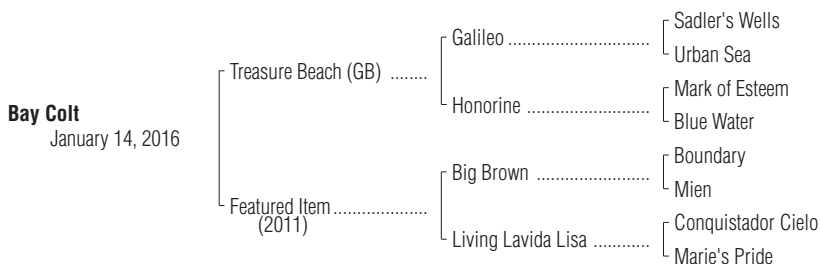 Sadler's Wells
Galileo ..............................
Urban Sea
Treasure Beach (GB) ........
Mark of Esteem
Honorine ..........................
Blue Water
Bay Colt
January 14, 2016
Boundary
Big Brown ........................
Mien
Featured Item ....................
(2011)
Conquistador Cielo
Living Lavida Lisa ............
Marie's Pride